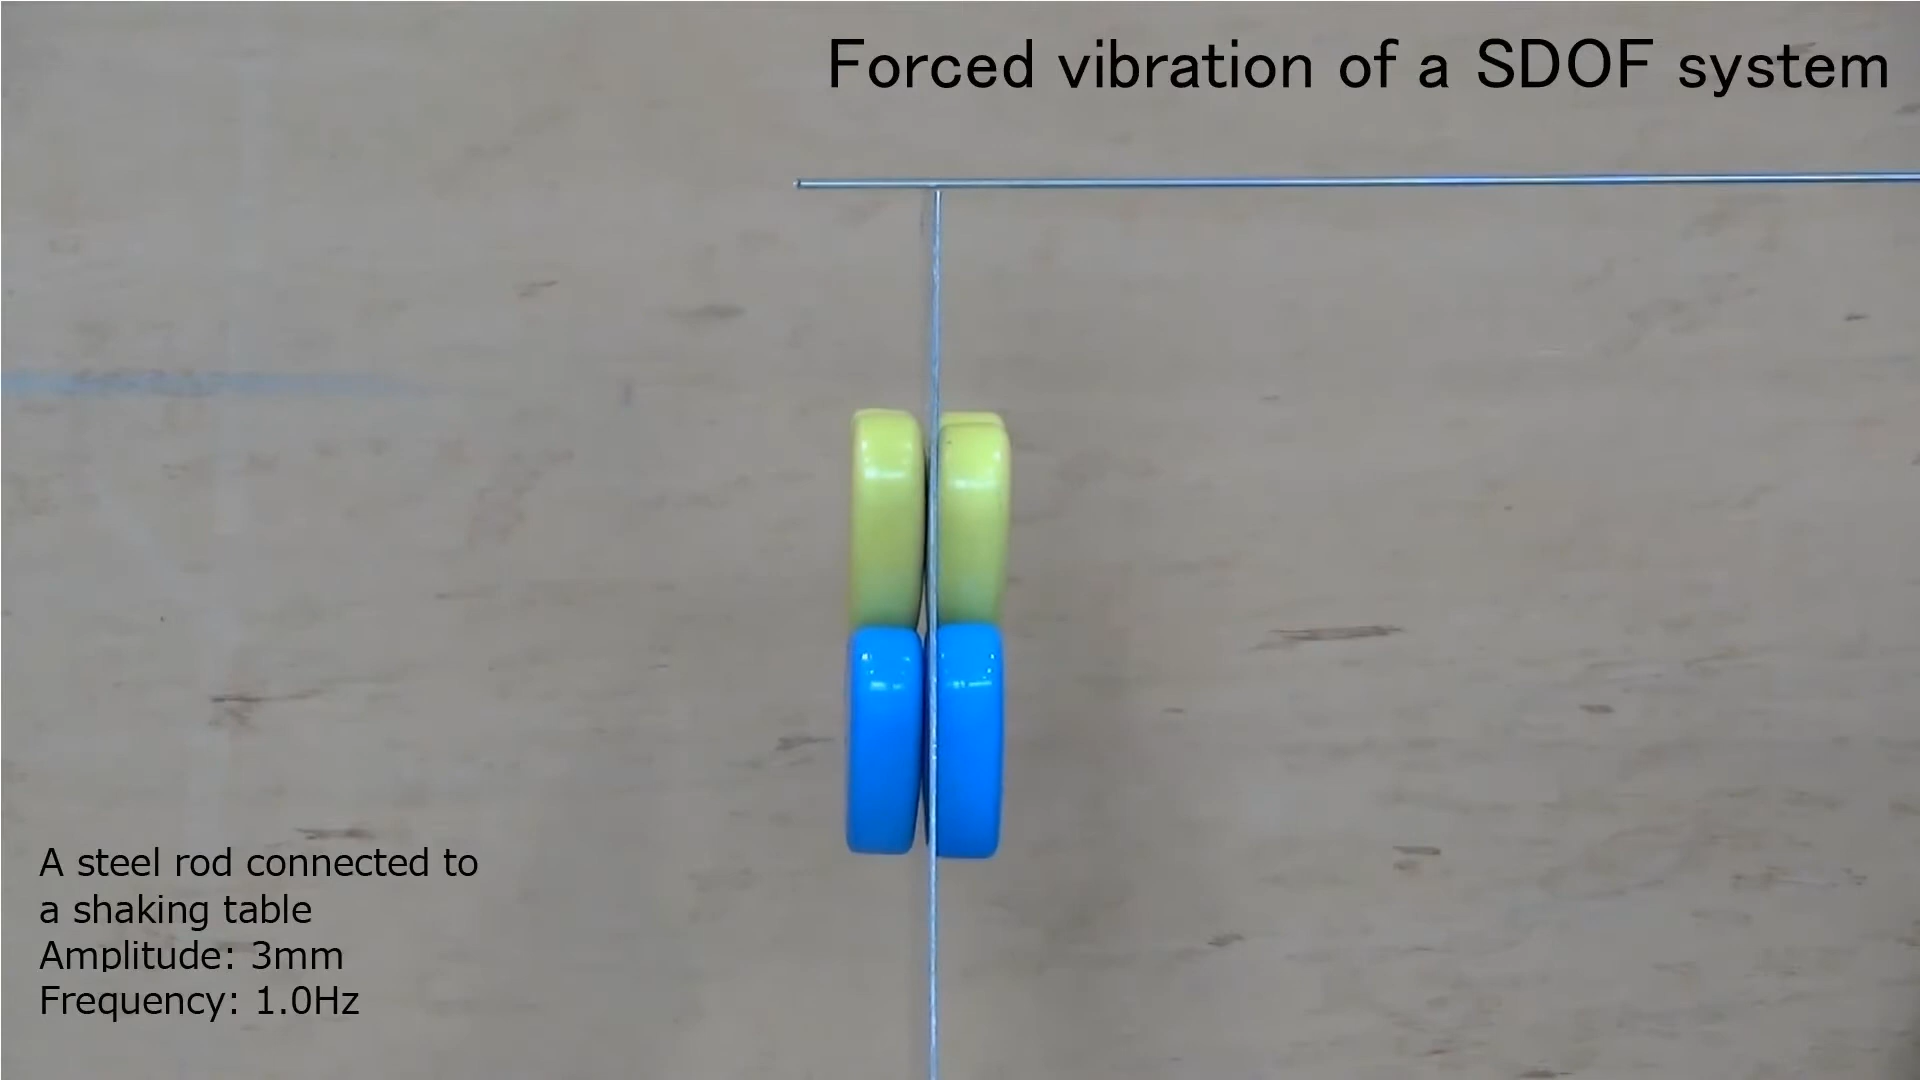 Forced vibration of a SDOF system
A steel rod connected to
a shaking table
Amplitude: 3mm
Frequency: 1.0Hz